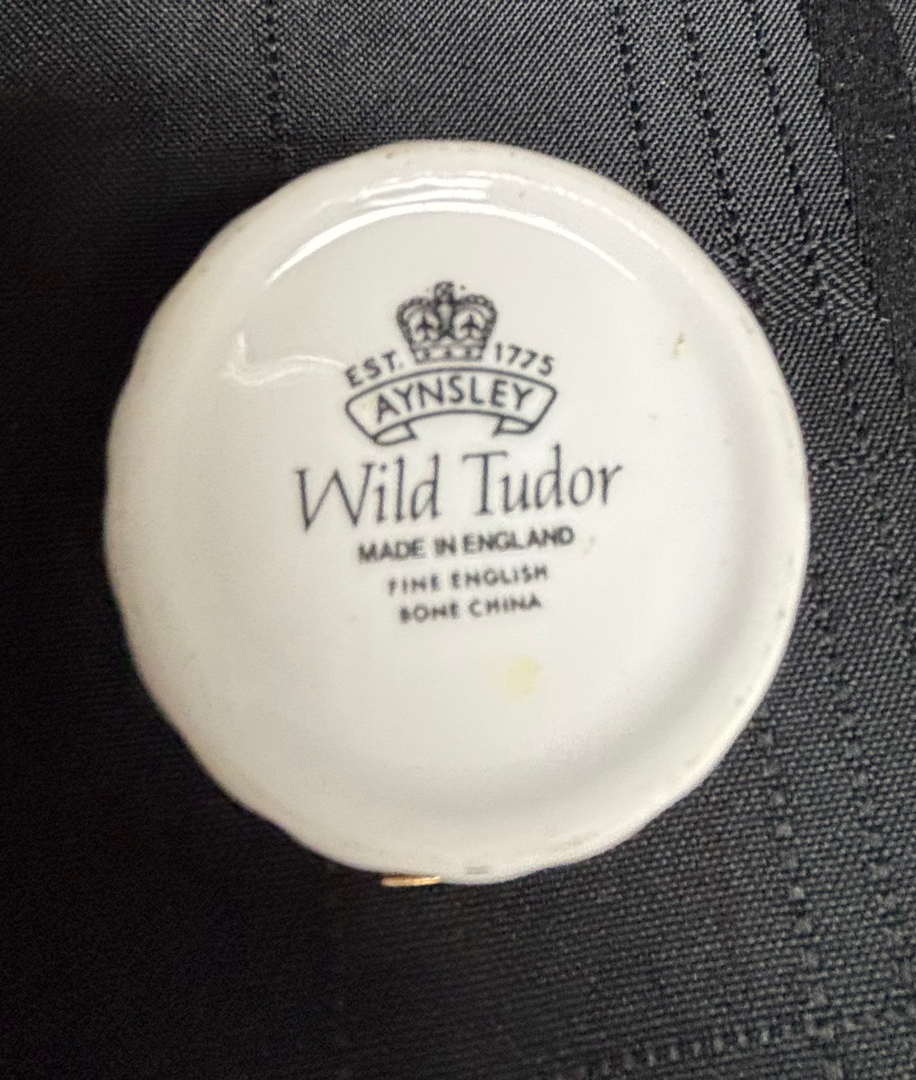 EST. 1775
AYNSLEY
Wild Tudor
MADE IN ENGLAND
FINE ENGLISH
BONE CHINA